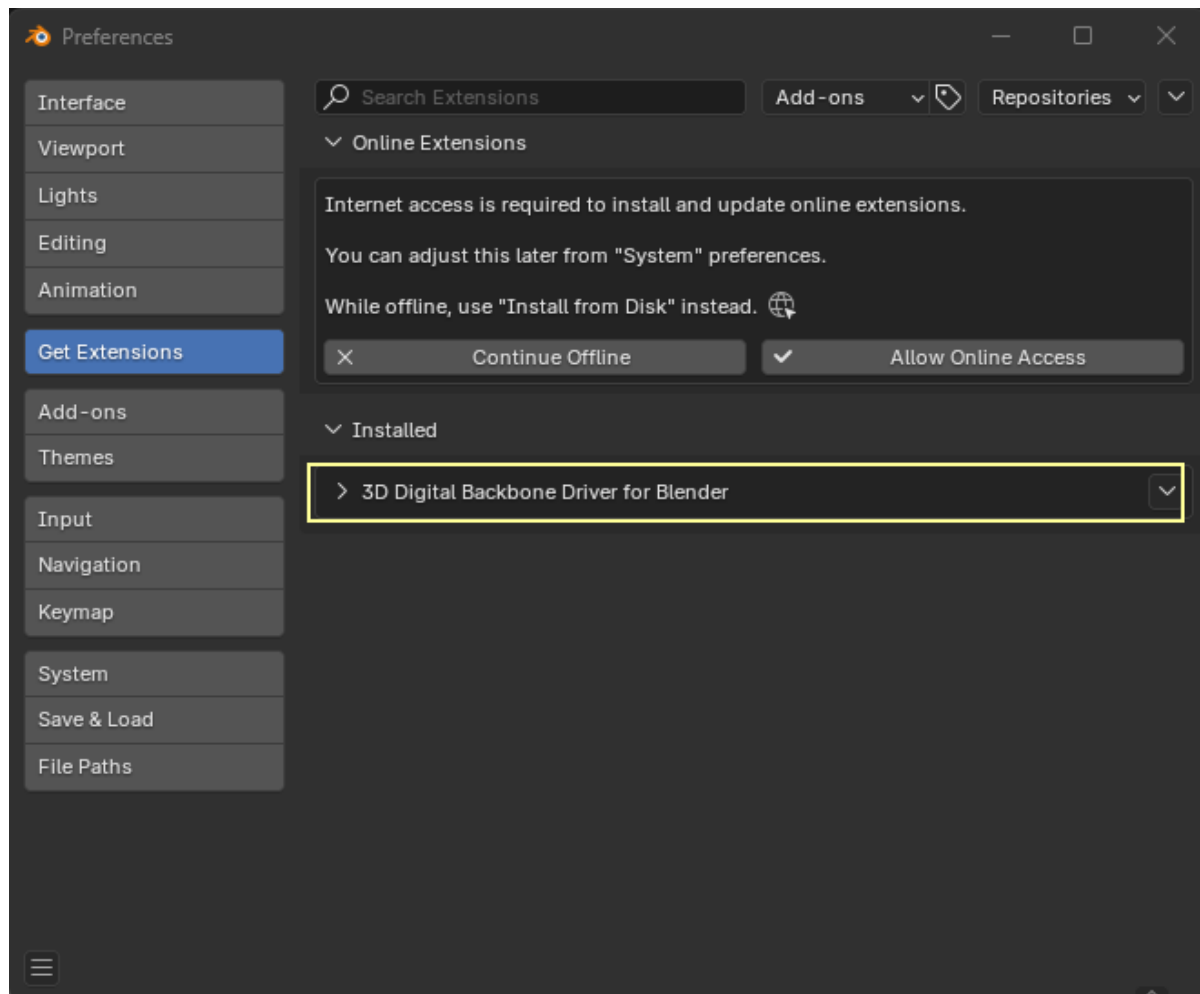 Preferences
Interface
Viewport
Lights
Editing
Animation
Get Extensions
Add-ons
Themes
Input
Navigation
Keymap
System
Save & Load
File Paths
Search Extensions
Add-ons
Repositories
Online Extensions
Internet access is required to install and update online extensions.
You can adjust this later from "System" preferences.
While offline, use "Install from Disk" instead.
Continue Offline
Allow Online Access
Installed
3D Digital Backbone Driver for Blender